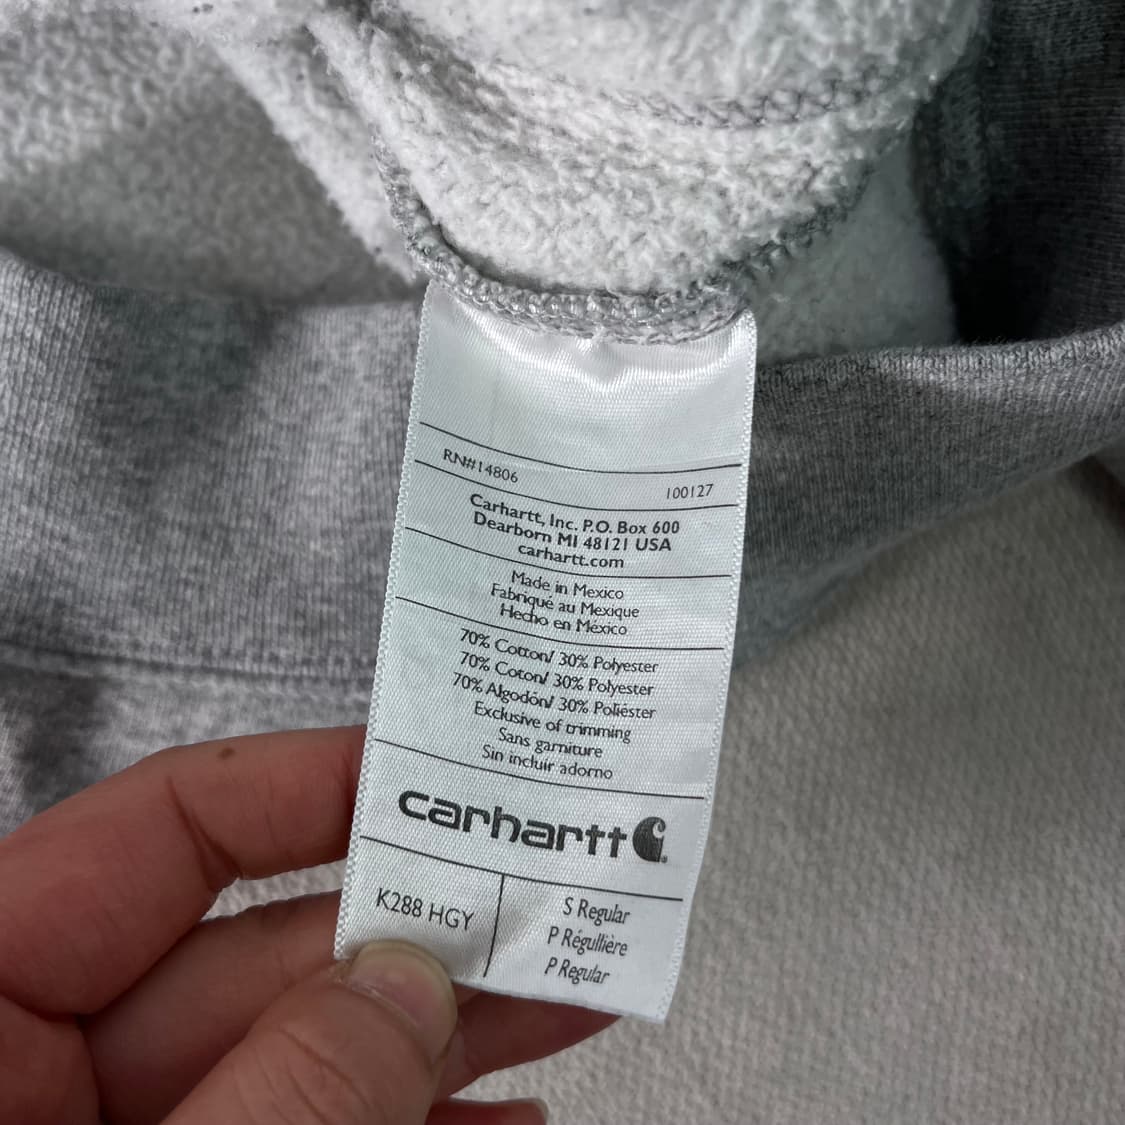 RN#14806
100127
Carhartt, Inc. P.O. Box 600
Dearborn MI 48121 USA
carhartt.com
Made in Mexico
Fabriqué au Mexique
Hecho en México
70% Cotton/ 30% Polyester
70% Coton/ 30% Polyester
70% Algodón/ 30% Poliéster
Exclusive of trimming
Sans garniture
Sin incluir adorno
carhartt
K288 HGY
S Regular
P Régullière
P Regular